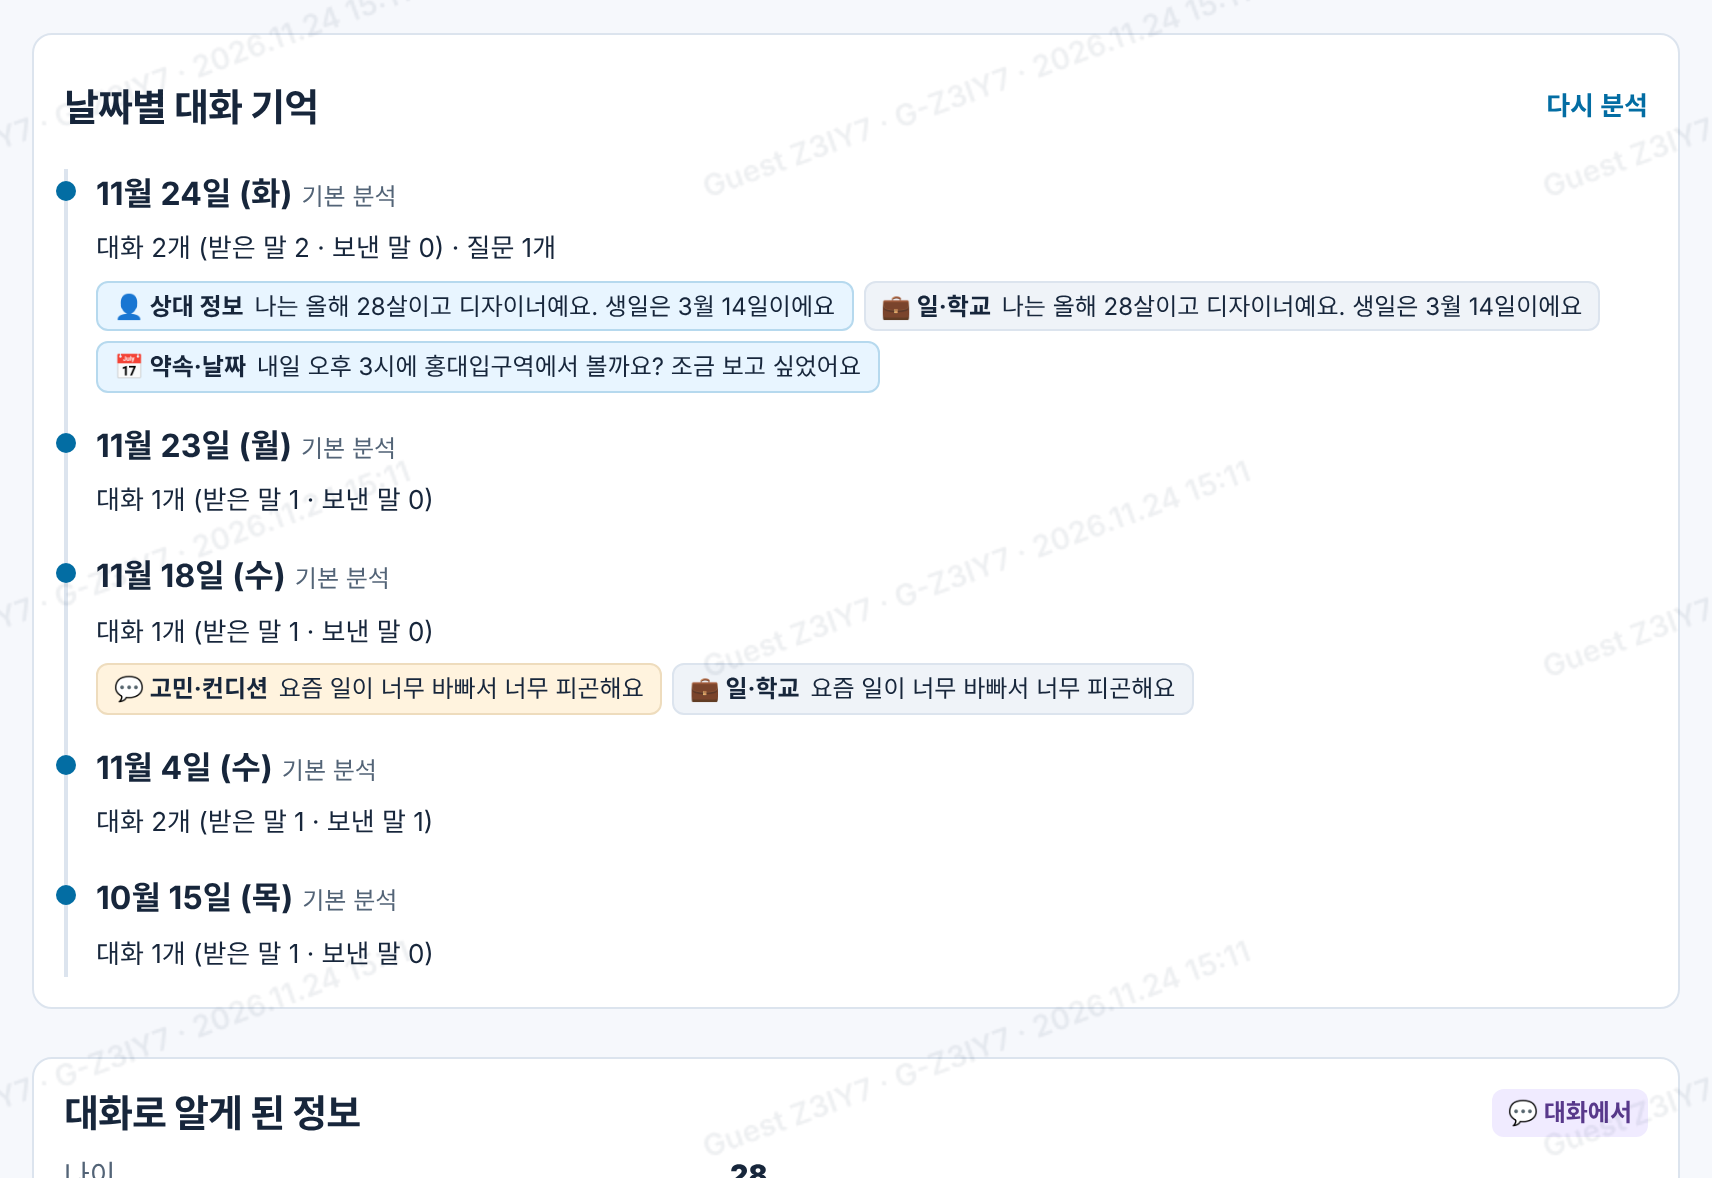 날짜별 대화 기억
다시 분석
11월 24일 (화) 기본 분석
대화 2개 (받은 말 2 · 보낸 말 0) · 질문 1개
👤 상대 정보 나는 올해 28살이고 디자이너예요. 생일은 3월 14일이에요
💼 일·학교 나는 올해 28살이고 디자이너예요. 생일은 3월 14일이에요
📅 약속·날짜 내일 오후 3시에 홍대입구역에서 볼까요? 조금 보고 싶었어요
11월 23일 (월) 기본 분석
대화 1개 (받은 말 1 · 보낸 말 0)
11월 18일 (수) 기본 분석
대화 1개 (받은 말 1 · 보낸 말 0)
💬 고민·컨디션 요즘 일이 너무 바빠서 너무 피곤해요
💼 일·학교 요즘 일이 너무 바빠서 너무 피곤해요
11월 4일 (수) 기본 분석
대화 2개 (받은 말 1 · 보낸 말 1)
10월 15일 (목) 기본 분석
대화 1개 (받은 말 1 · 보낸 말 0)
대화로 알게 된 정보
💬 대화에서
나이
28
Guest Z3IY7 · G-Z3IY7 · 2026.11.24 15:11